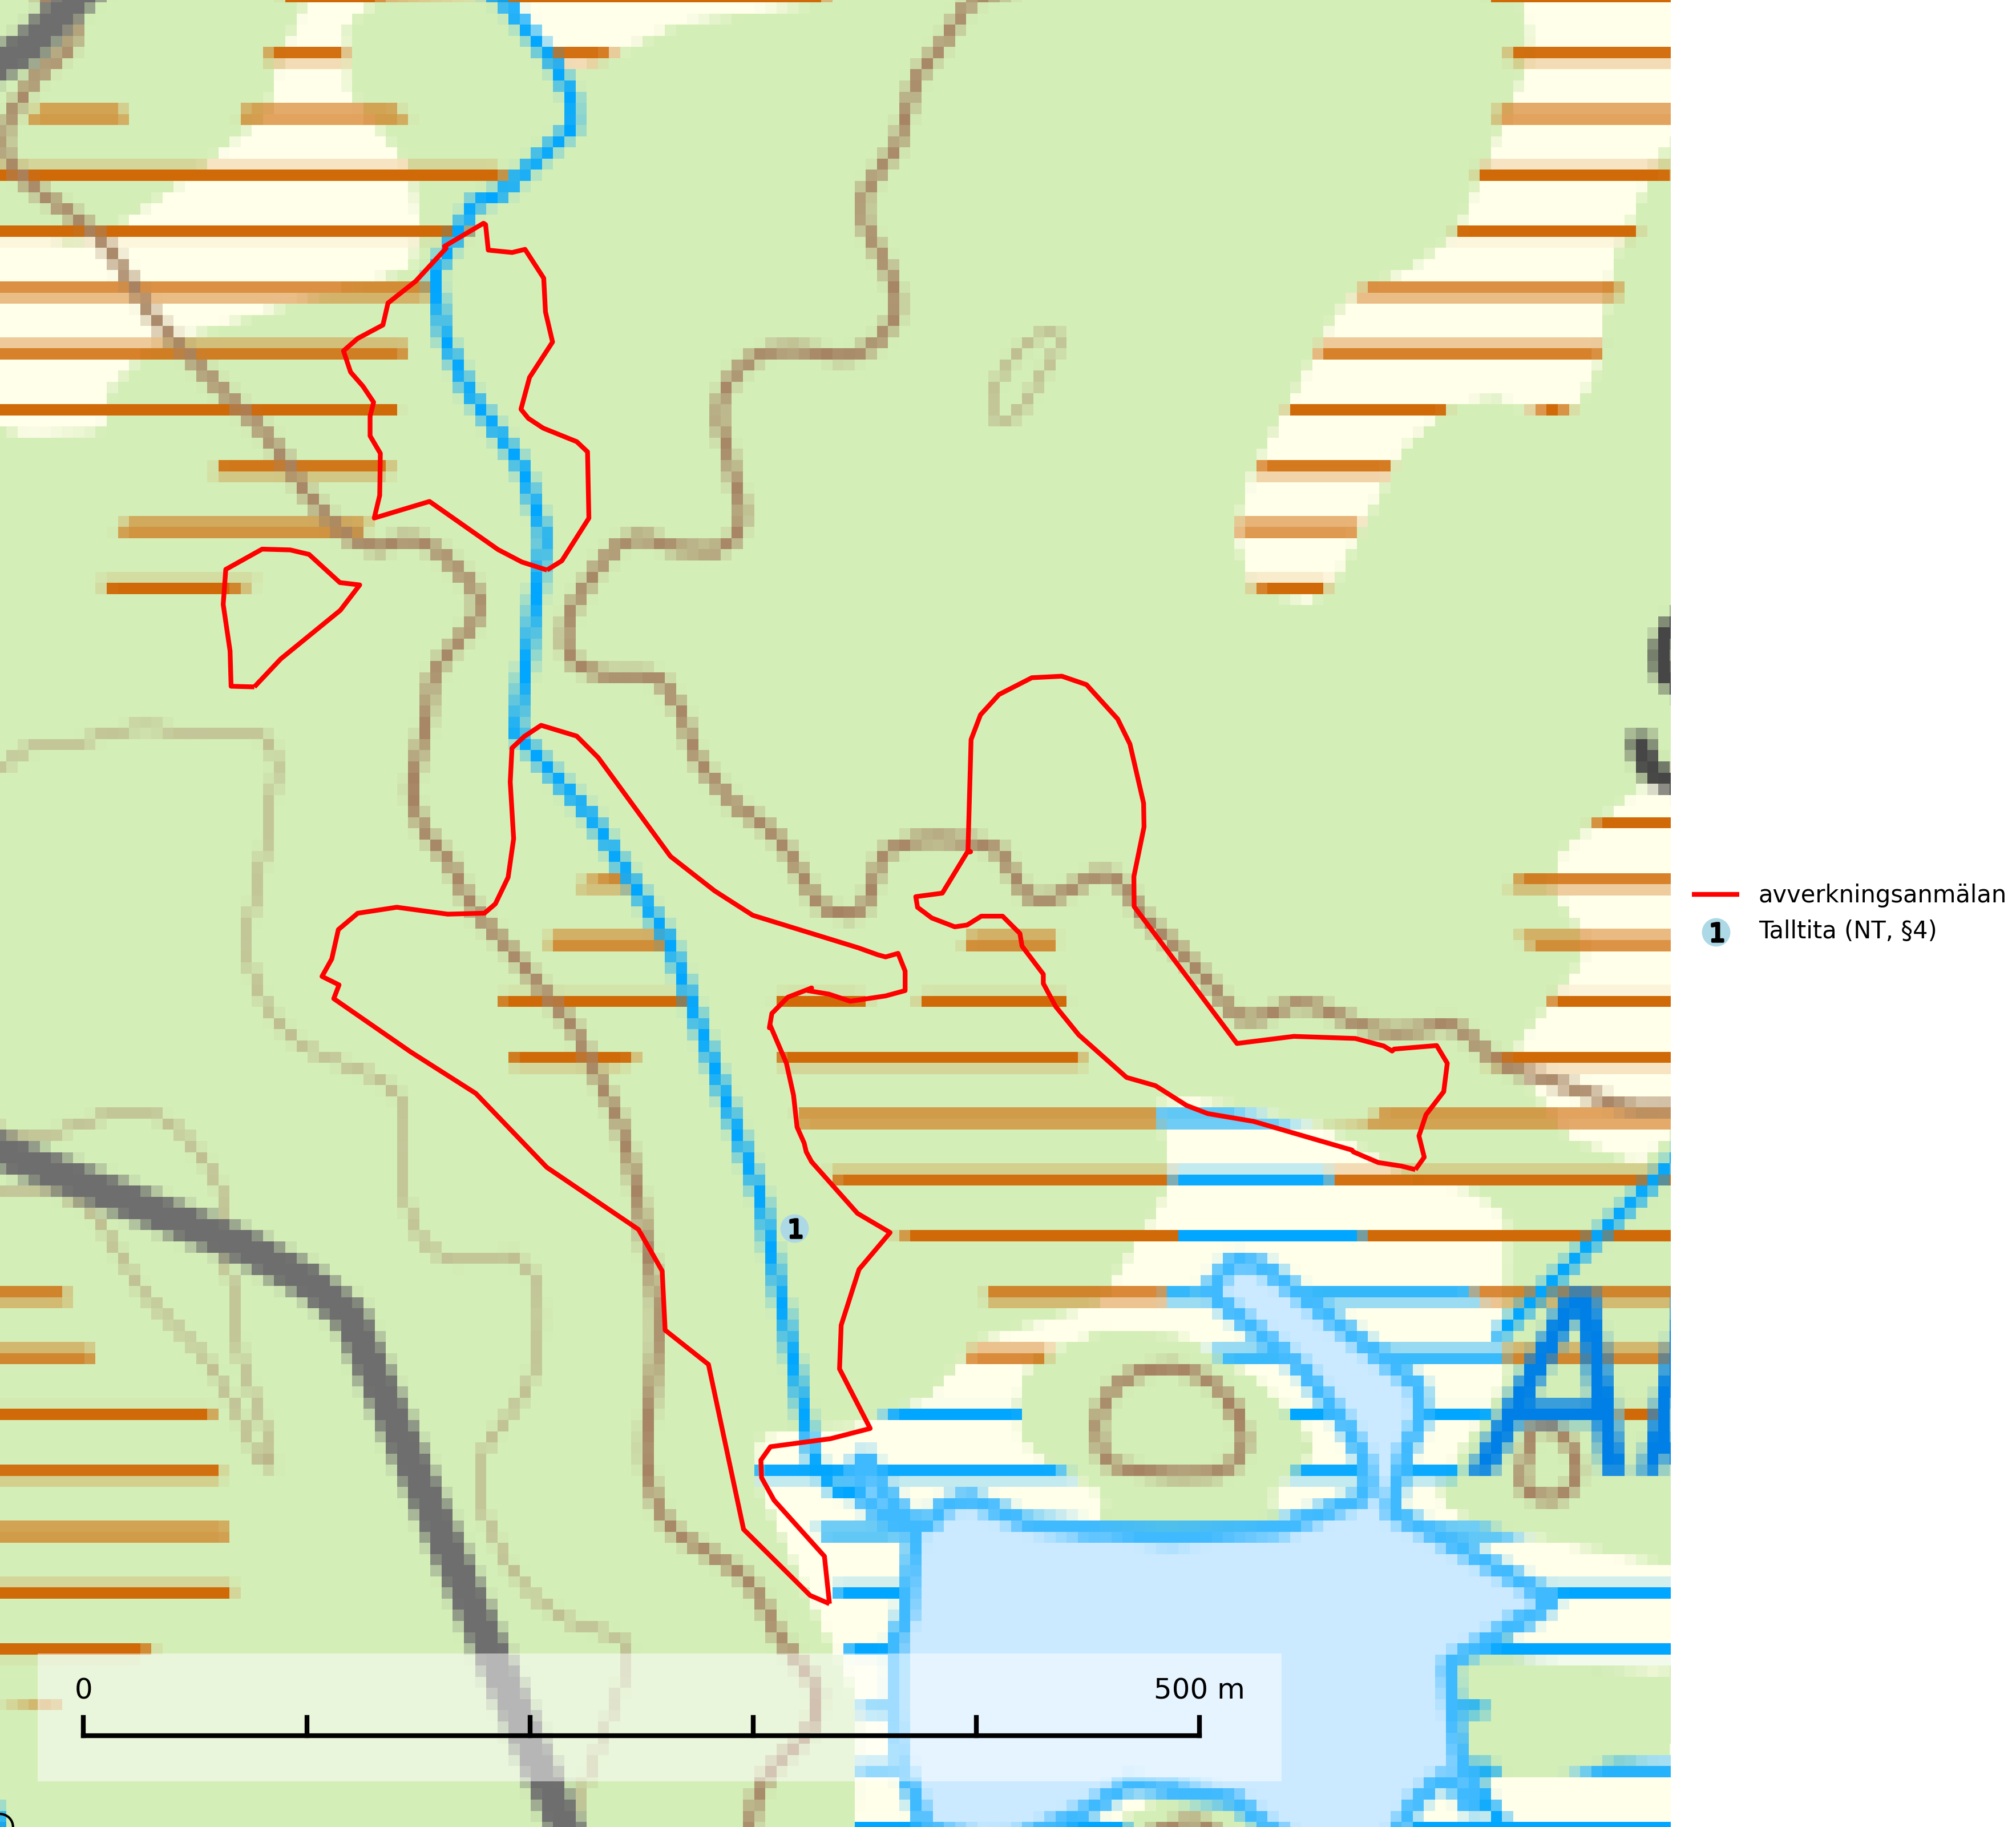 avverkningsanmälan
1 Talltita (NT, §4)
1
A
0 500 m